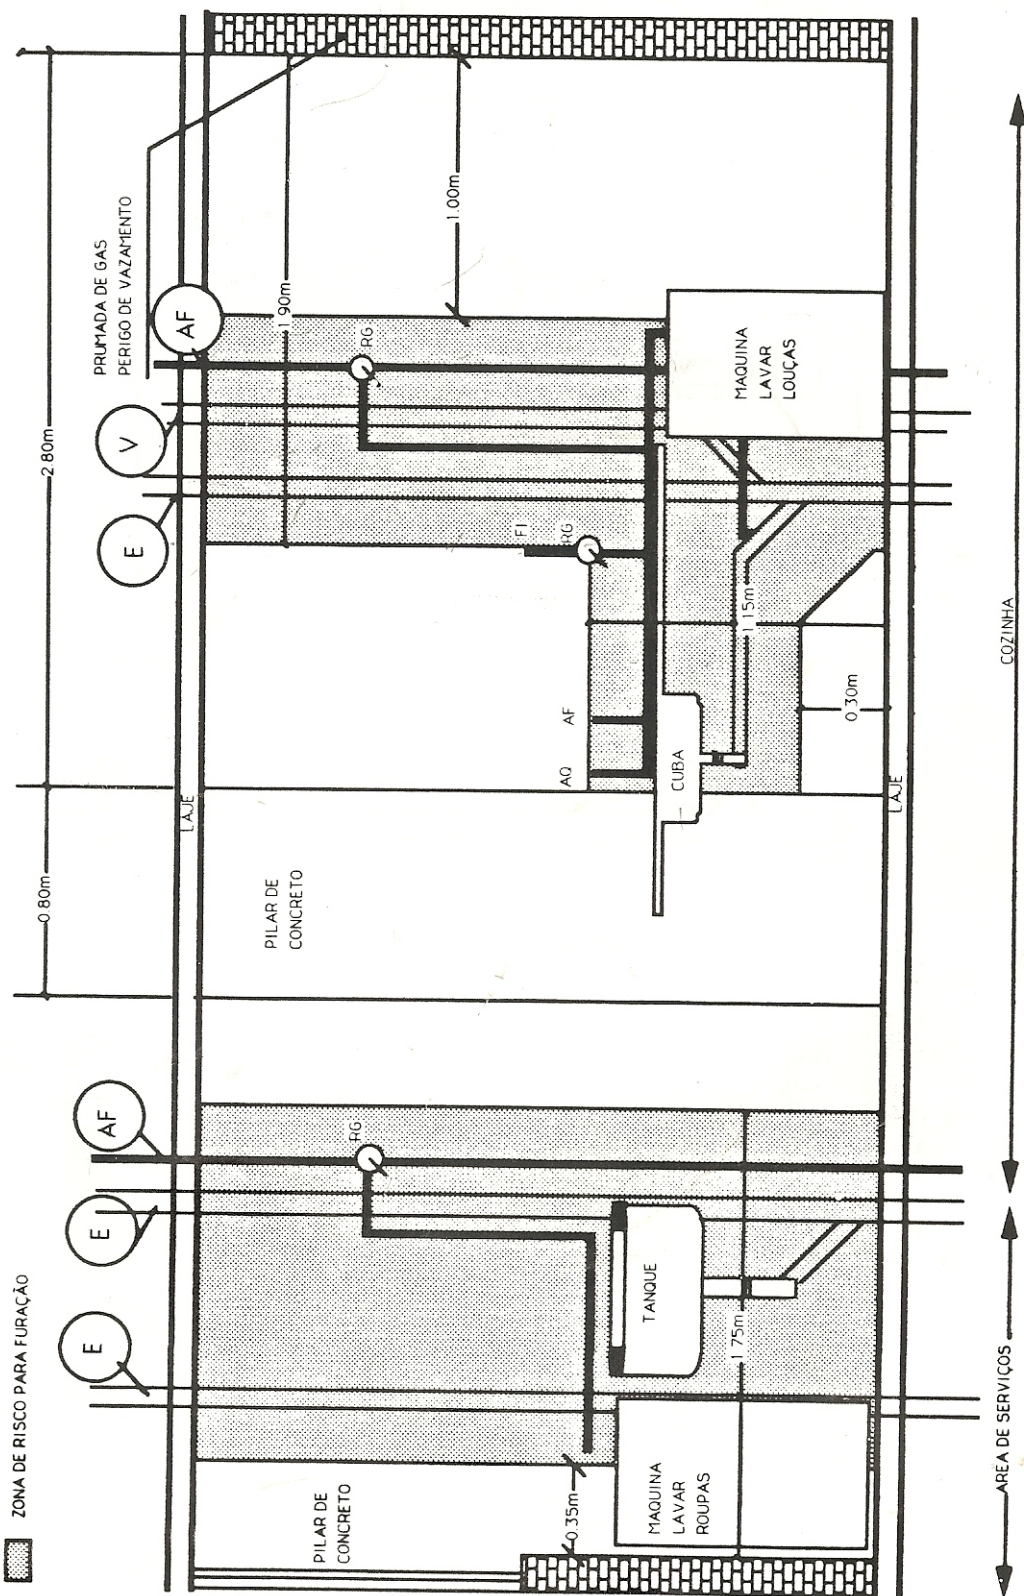 ZONA DE RISCO PARA FURAÇÃO
E
E
AF
E
V
AF
PRUMADA DE GAS
PERIGO DE VAZAMENTO
0.80m
2.80m
LAJE
PILAR DE
CONCRETO
RG
PILAR DE
CONCRETO
1.90m
RG
1.00m
0.35m
TANQUE
MAQUINA
LAVAR
ROUPAS
1.75m
AQ
AF
FI
RG
CUBA
1.15m
0.30m
MAQUINA
LAVAR
LOUÇAS
LAJE
AREA DE SERVIÇOS
COZINHA